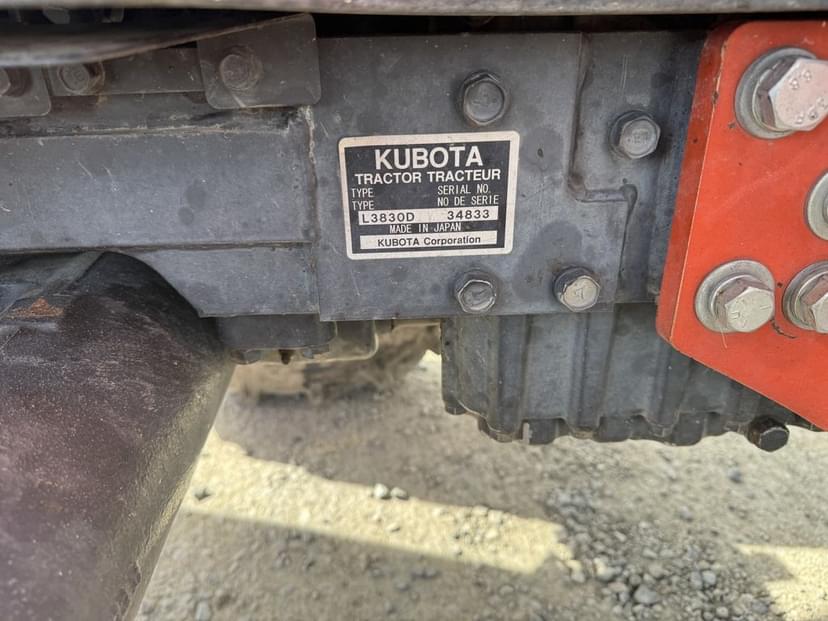 KUBOTA
TRACTOR TRACTEUR
TYPE SERIAL NO.
TYPE NO DE SERIE
L3830D 34833
MADE IN JAPAN
KUBOTA Corporation